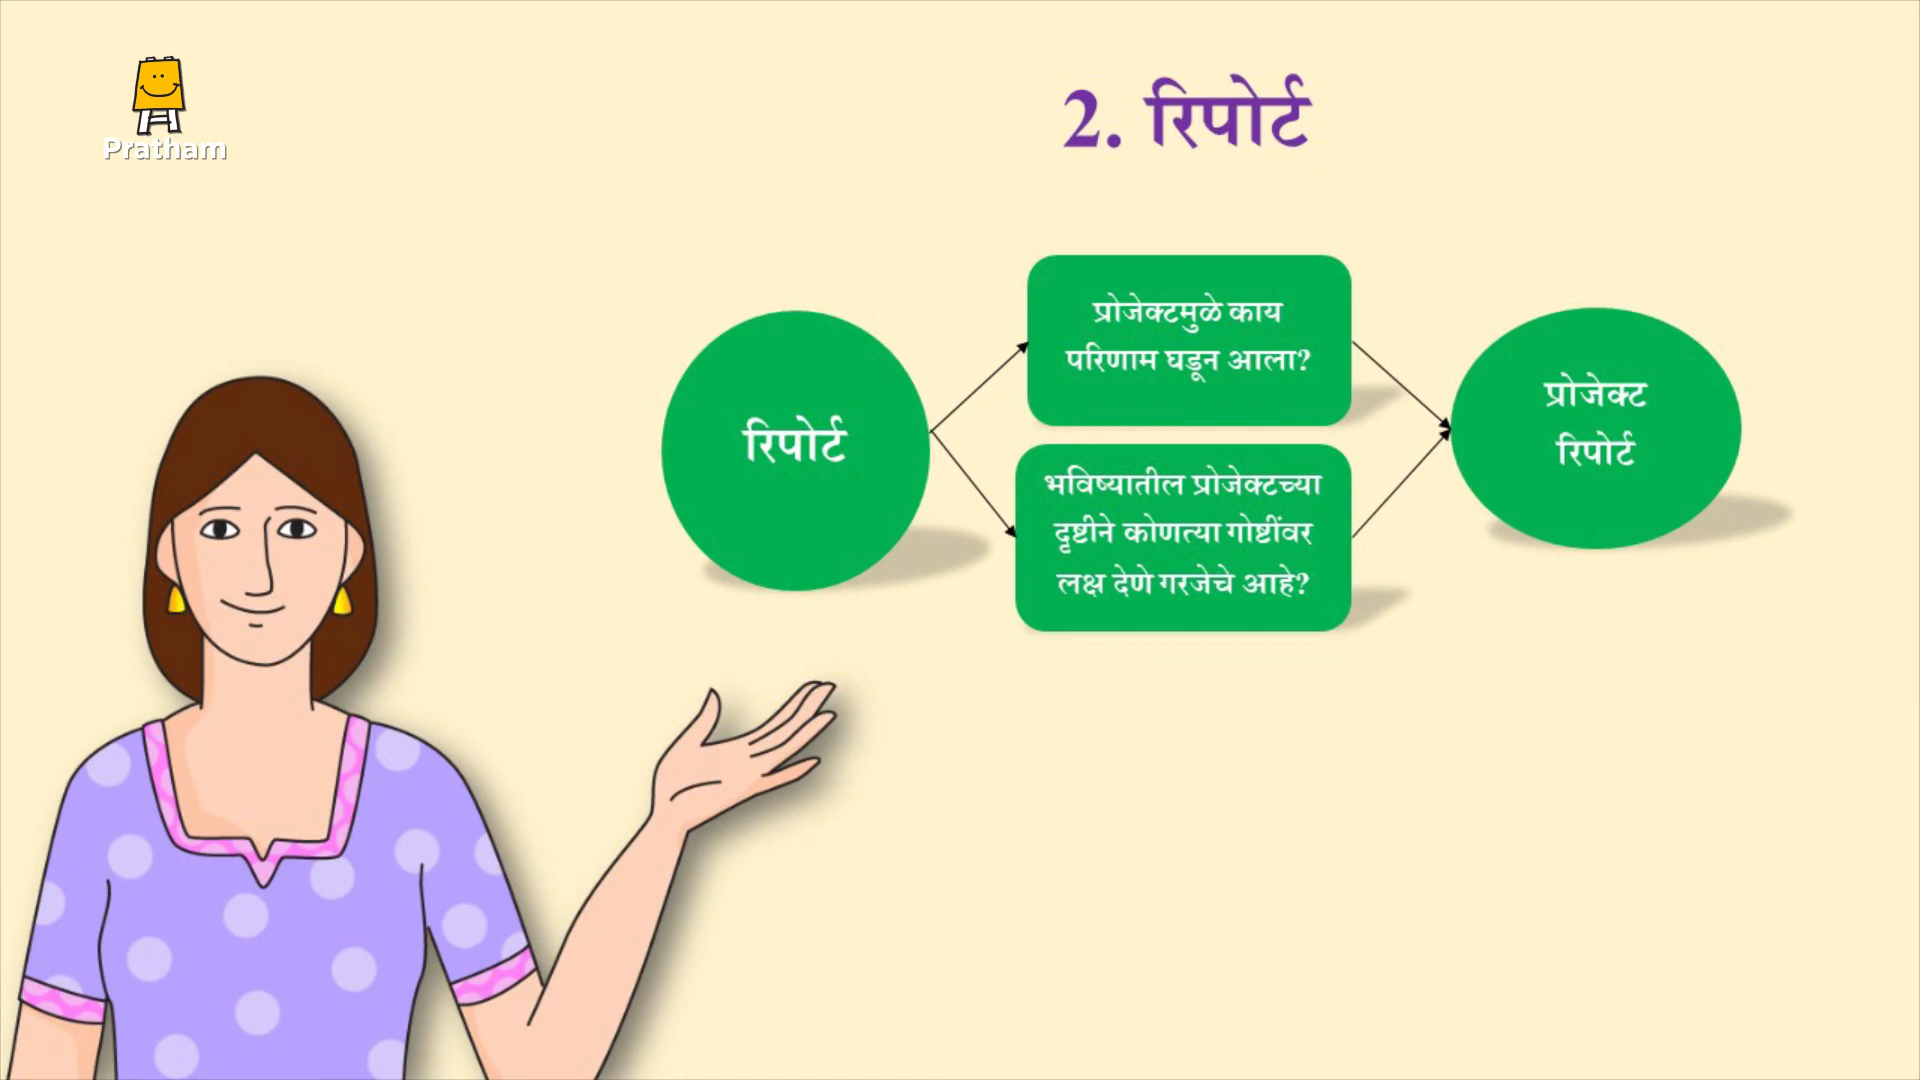 Pratham
2. रिपोर्ट
रिपोर्ट
प्रोजेक्टमुळे काय
परिणाम घडून आला?
भविष्यातील प्रोजेक्टच्या
दृष्टीने कोणत्या गोष्टींवर
लक्ष देणे गरजेचे आहे?
प्रोजेक्ट
रिपोर्ट